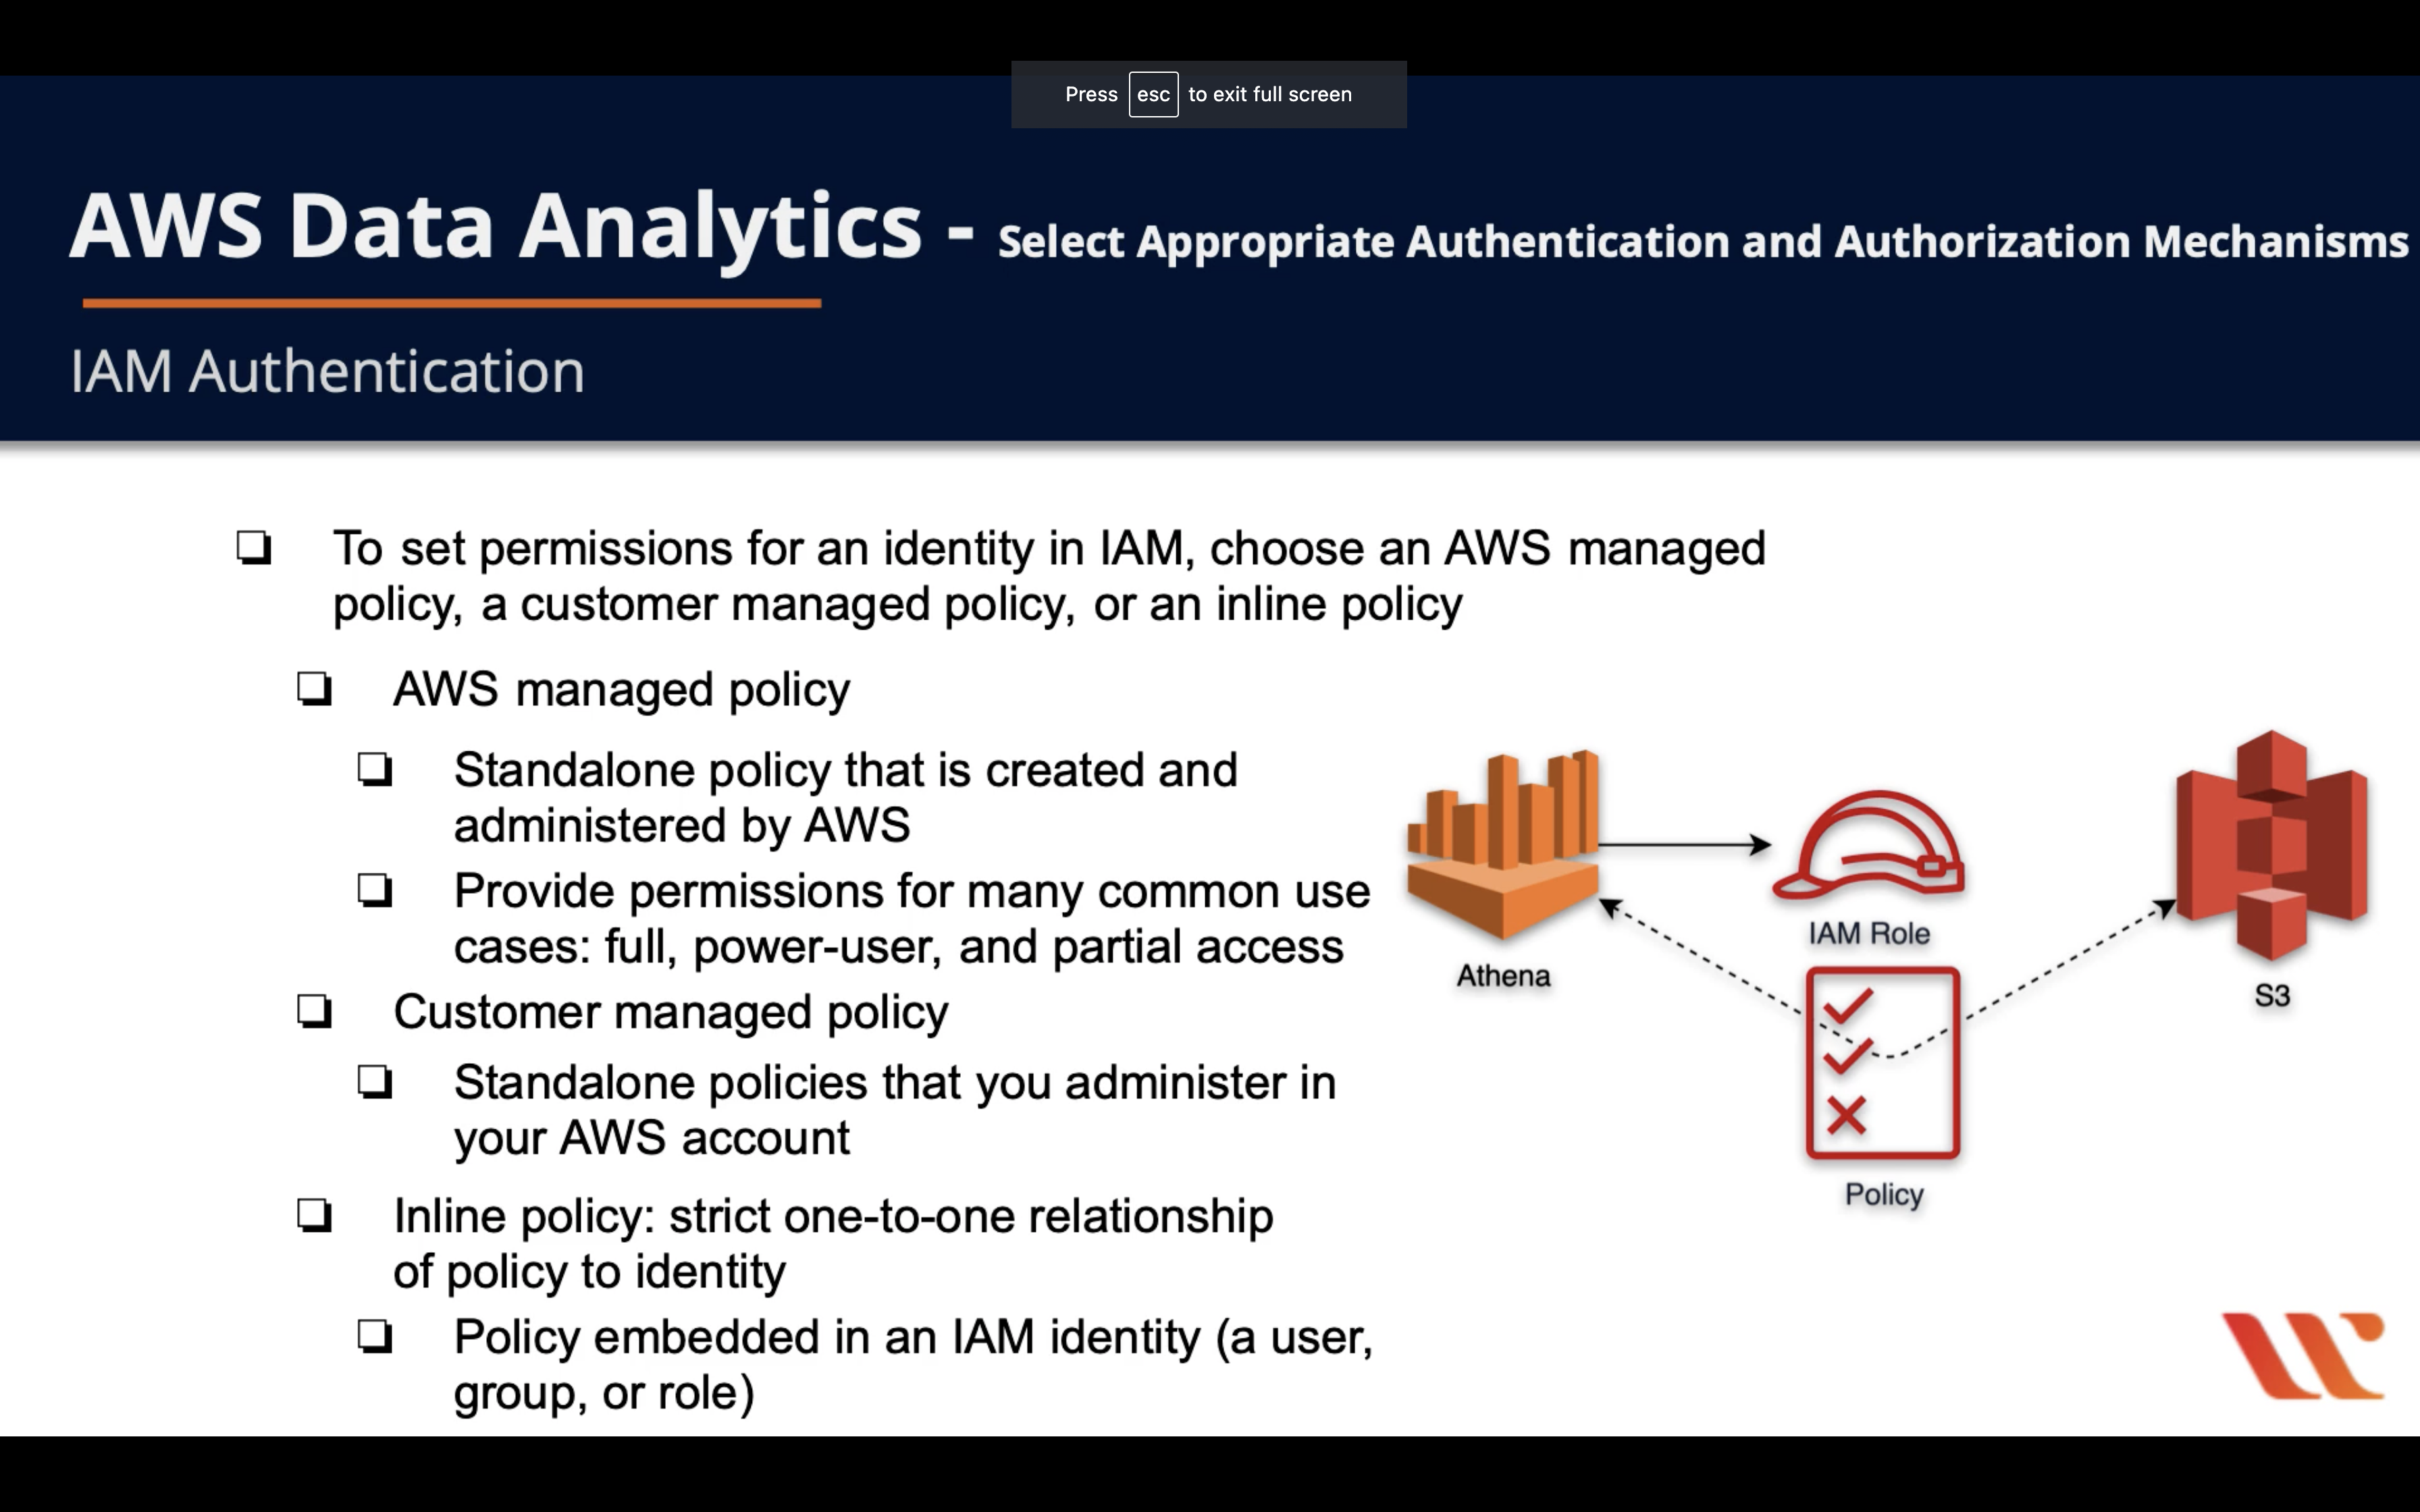 Press esc to exit full screen
AWS Data Analytics - Select Appropriate Authentication and Authorization Mechanisms
IAM Authentication
To set permissions for an identity in IAM, choose an AWS managed
policy, a customer managed policy, or an inline policy
AWS managed policy
Standalone policy that is created and
administered by AWS
Provide permissions for many common use
cases: full, power-user, and partial access
Customer managed policy
Standalone policies that you administer in
your AWS account
Inline policy: strict one-to-one relationship
of policy to identity
Policy embedded in an IAM identity (a user,
group, or role)
Athena
IAM Role
S3
Policy